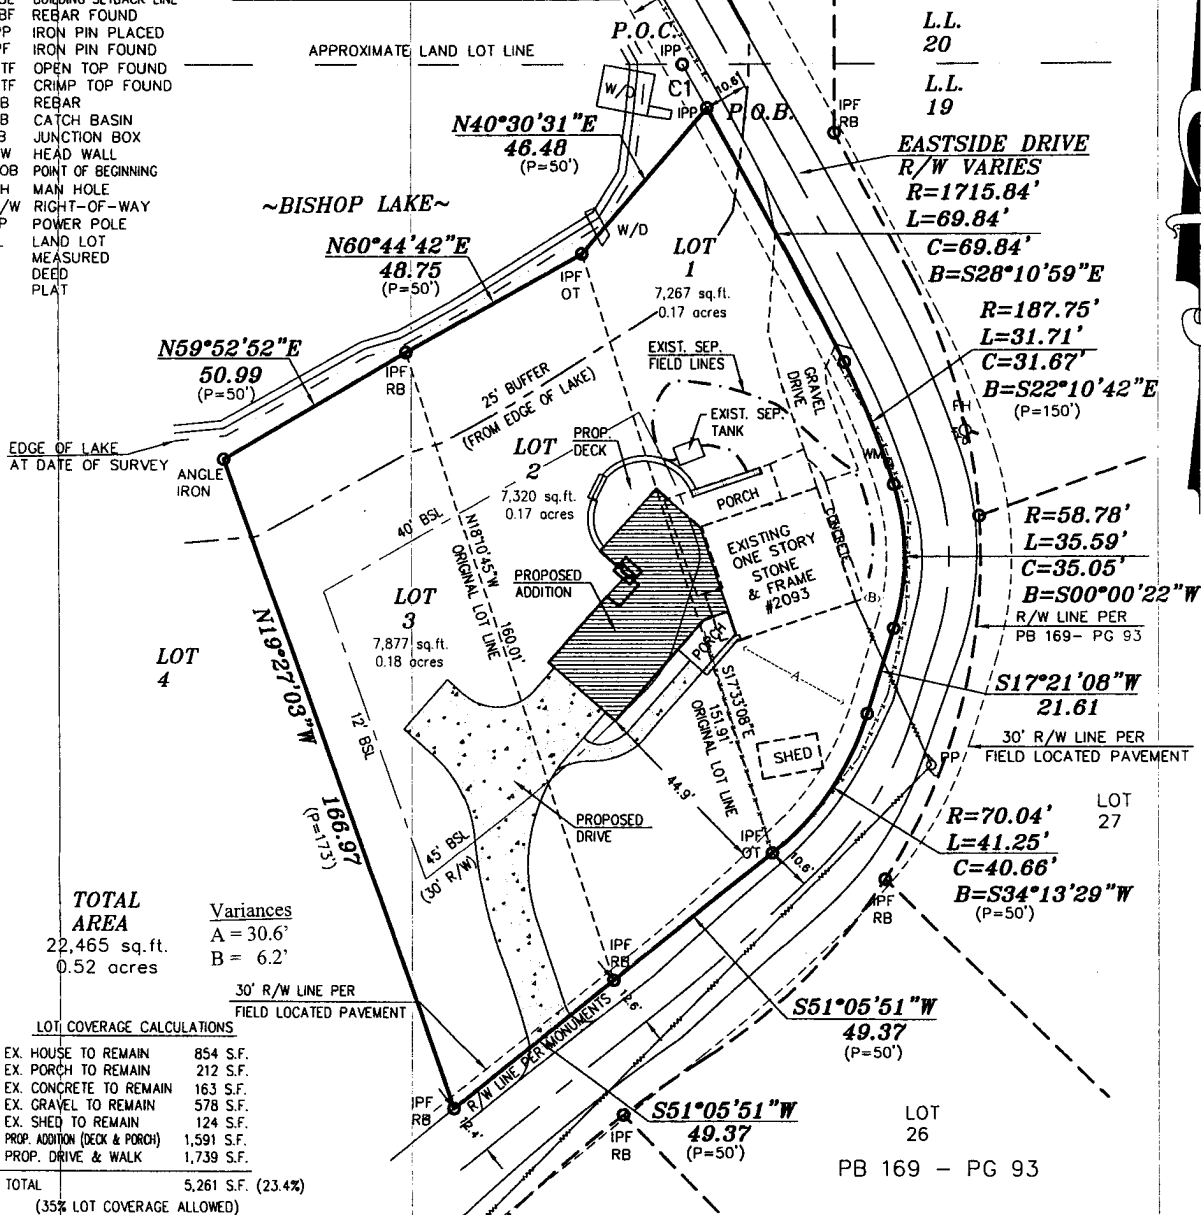 BUILDING SETBACK LINE
BF REBAR FOUND
PP IRON PIN PLACED
PF IRON PIN FOUND
TF OPEN TOP FOUND
TF CRIMP TOP FOUND
B REBAR
B CATCH BASIN
B JUNCTION BOX
W HEAD WALL
OB POINT OF BEGINNING
H MAN HOLE
/W RIGHT-OF-WAY
P POWER POLE
L LAND LOT
MEASURED
DEED
PLAT
APPROXIMATE LAND LOT LINE
P.O.C.
IPP
C1
W/D
IPP
10.6'
P.O.B.
L.L.
20
L.L.
19
IPF
RB
EASTSIDE DRIVE
R/W VARIES
R=1715.84'
L=69.84'
C=69.84'
B=S28°10'59"E
N40°30'31"E
46.48
(P=50')
~BISHOP LAKE~
N60°44'42"E
48.75
(P=50')
W/D
IPF
OT
LOT
1
7,267 sq.ft.
0.17 acres
R=187.75'
L=31.71'
C=31.67'
B=S22°10'42"E
(P=150')
N59°52'52"E
50.99
(P=50')
IPF
RB
EXIST. SEP.
FIELD LINES
GRAVEL
DRIVE
25' BUFFER
(FROM EDGE OF LAKE)
EXIST. SEP.
TANK
PROP.
DECK
FH
EDGE OF LAKE
AT DATE OF SURVEY
ANGLE
IRON
LOT
2
7,320 sq.ft.
0.17 acres
WM
PORCH
CONCRETE
40' BSL
N18°10'45"W
ORIGINAL LOT LINE
160.01'
EXISTING
ONE STORY
STONE
& FRAME
#2093
R=58.78'
L=35.59'
C=35.05'
B=S00°00'22"W
R/W LINE PER
PB 169- PG 93
PROPOSED
ADDITION
B
LOT
3
7,877 sq.ft.
0.18 acres
LOT
4
N19°27'03"W
166.97
(P=173')
12' BSL
PORCH
A
S17°33'08"E
151.91'
ORIGINAL LOT LINE
SHED
S17°21'08"W
21.61
30' R/W LINE PER
FIELD LOCATED PAVEMENT
PP
44.9'
PROPOSED
DRIVE
45' BSL
(30' R/W)
IPF
OT
10.6'
LOT
27
R=70.04'
L=41.25'
C=40.66'
B=S34°13'29"W
(P=50')
IPF
RB
TOTAL
AREA
22,465 sq.ft.
0.52 acres
Variances
A = 30.6'
B = 6.2'
IPF
RB
30' R/W LINE PER
FIELD LOCATED PAVEMENT
R/W LINE PER MONUMENTS
S51°05'51"W
49.37
(P=50')
IPF
RB
12.4'
S51°05'51"W
49.37
(P=50')
IPF
RB
LOT
26
PB 169 - PG 93
LOT COVERAGE CALCULATIONS
EX. HOUSE TO REMAIN 854 S.F.
EX. PORCH TO REMAIN 212 S.F.
EX. CONCRETE TO REMAIN 163 S.F.
EX. GRAVEL TO REMAIN 578 S.F.
EX. SHED TO REMAIN 124 S.F.
PROP. ADDITION (DECK & PORCH) 1,591 S.F.
PROP. DRIVE & WALK 1,739 S.F.
TOTAL 5,261 S.F. (23.4%)
(35% LOT COVERAGE ALLOWED)